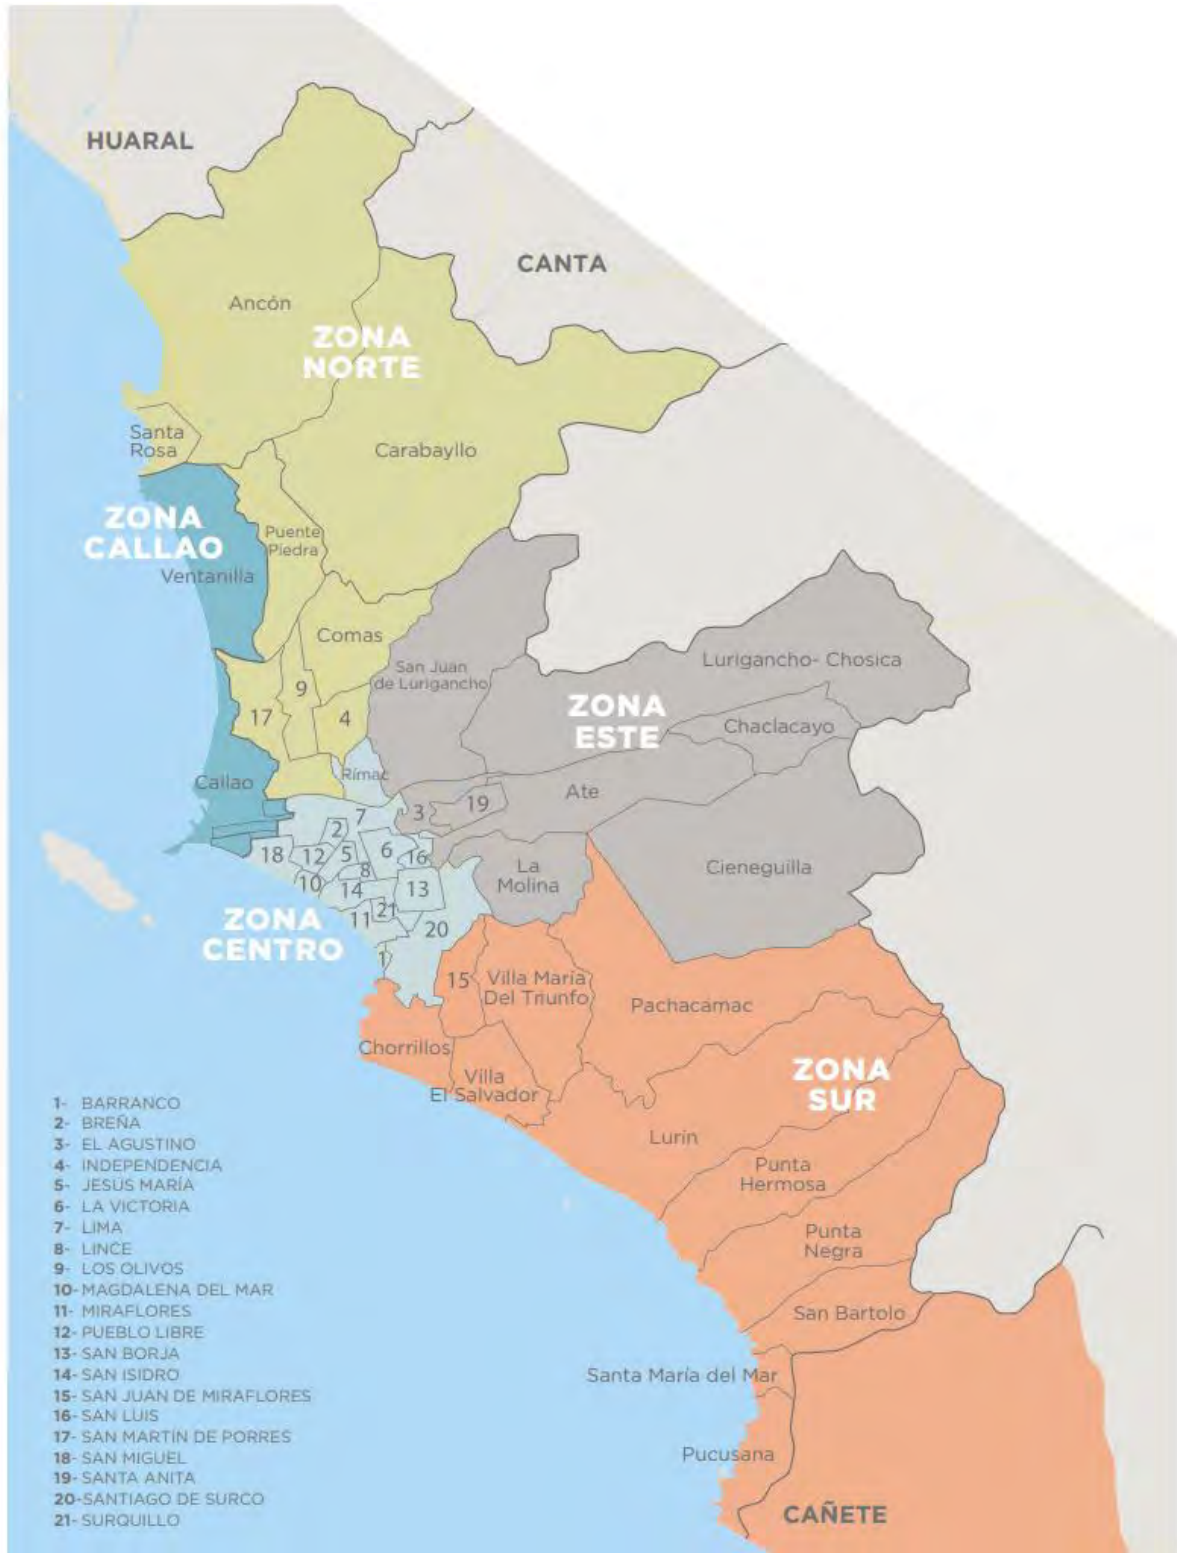 HUARAL
CANTA
Ancón
ZONA
NORTE
Santa
Rosa
Carabayllo
ZONA
CALLAO
Puente
Piedra
Ventanilla
Comas
San Juan
de Lurigancho
Lurigancho- Chosica
9
17
4
ZONA
ESTE
Chaclacayo
Callao
Rímac
Ate
3
19
7
2
18
12
5
6
16
8
10
14
13
La
Molina
Cieneguilla
11
21
20
ZONA
CENTRO
1
15
Villa María
Del Triunfo
Pachacamac
Chorrillos
Villa
El Salvador
ZONA
SUR
Lurín
Punta
Hermosa
Punta
Negra
San Bartolo
Santa María del Mar
Pucusana
CAÑETE
1- BARRANCO
2- BREÑA
3- EL AGUSTINO
4- INDEPENDENCIA
5- JESÚS MARÍA
6- LA VICTORIA
7- LIMA
8- LINCE
9- LOS OLIVOS
10- MAGDALENA DEL MAR
11- MIRAFLORES
12- PUEBLO LIBRE
13- SAN BORJA
14- SAN ISIDRO
15- SAN JUAN DE MIRAFLORES
16- SAN LUIS
17- SAN MARTÍN DE PORRES
18- SAN MIGUEL
19- SANTA ANITA
20-SANTIAGO DE SURCO
21- SURQUILLO